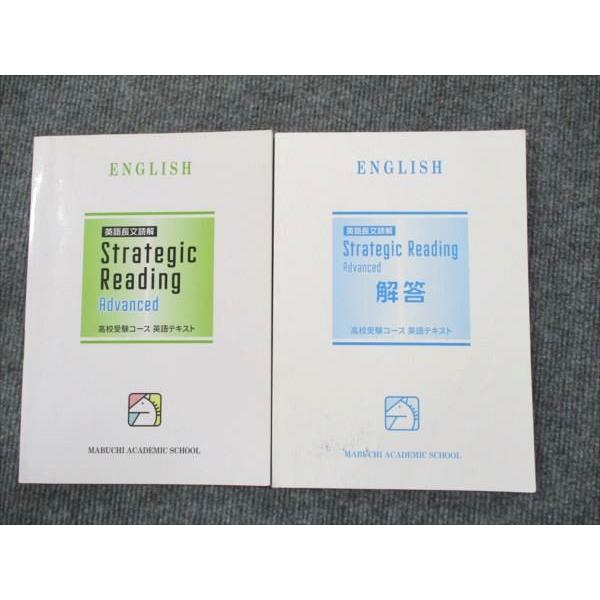 ENGLISH
英語長文読解
Strategic
Reading
Advanced
高校受験コース 英語テキスト
MABUCHI ACADEMIC SCHOOL
ENGLISH
英語長文読解
Strategic Reading
Advanced
解答
高校受験コース 英語テキスト
MABUCHI ACADEMIC SCHOOL